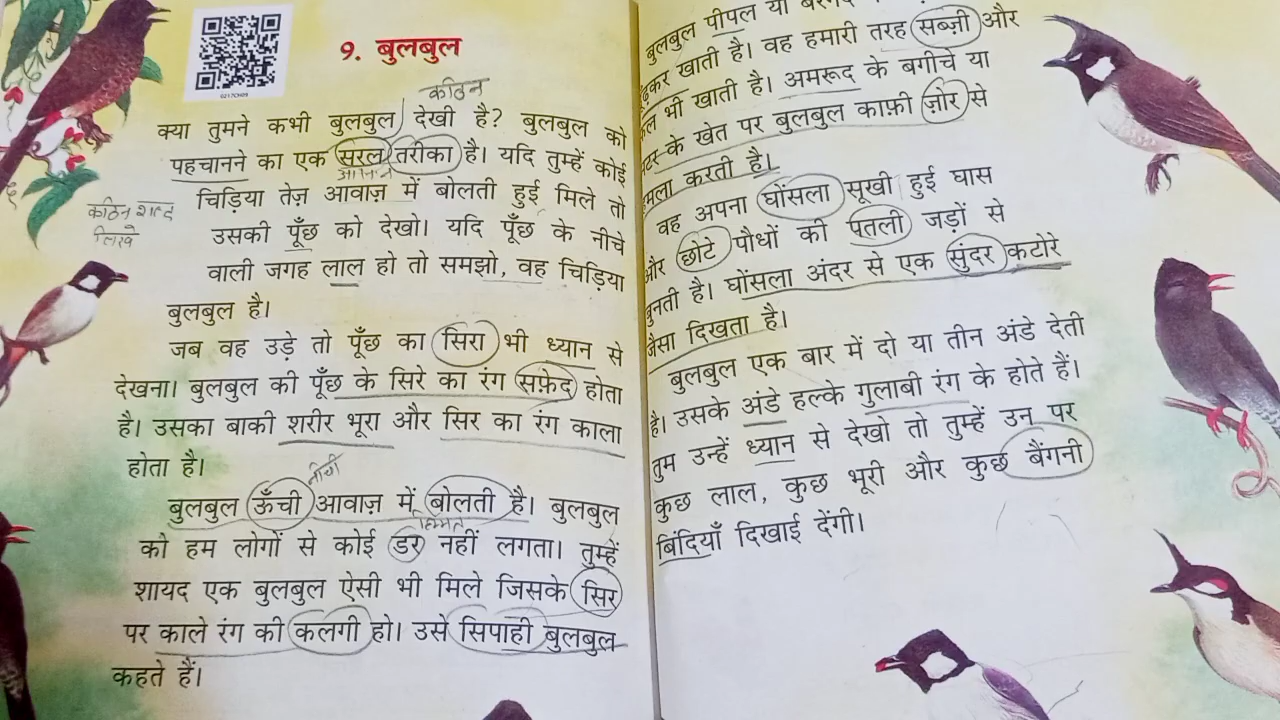 9. बुलबुल
कठिन
क्या तुमने कभी बुलबुल देखी है? बुलबुल को
पहचानने का एक सरल तरीका है। यदि तुम्हें कोई
आसान
चिड़िया तेज़ आवाज़ में बोलती हुई मिले तो
कठिन शब्द
लिखे
उसकी पूँछ को देखो। यदि पूँछ के नीचे
वाली जगह लाल हो तो समझो, वह चिड़िया
बुलबुल है।
जब वह उड़े तो पूँछ का सिरा भी ध्यान से
देखना। बुलबुल की पूँछ के सिरे का रंग सफ़ेद होता
है। उसका बाकी शरीर भूरा और सिर का रंग काला
होता है।
नीची
बुलबुल ऊँची आवाज़ में बोलती है। बुलबुल
हिम्मत
को हम लोगों से कोई डर नहीं लगता। तुम्हें
शायद एक बुलबुल ऐसी भी मिले जिसके सिर
पर काले रंग की कलगी हो। उसे सिपाही बुलबुल
कहते हैं।
बुलबुल पीपल या
खाती है। वह हमारी तरह सब्ज़ी और
भी खाती है। अमरूद के बगीचे या
के खेत पर बुलबुल काफ़ी ज़ोर से
हमला करती है।
वह अपना घोंसला सूखी हुई घास
और छोटे पौधों की पतली जड़ों से
बुनती है। घोंसला अंदर से एक सुंदर कटोरे
जैसा दिखता है।
बुलबुल एक बार में दो या तीन अंडे देती
है। उसके अंडे हल्के गुलाबी रंग के होते हैं।
तुम उन्हें ध्यान से देखो तो तुम्हें उन पर
कुछ लाल, कुछ भूरी और कुछ बैंगनी
बिंदियाँ दिखाई देंगी।